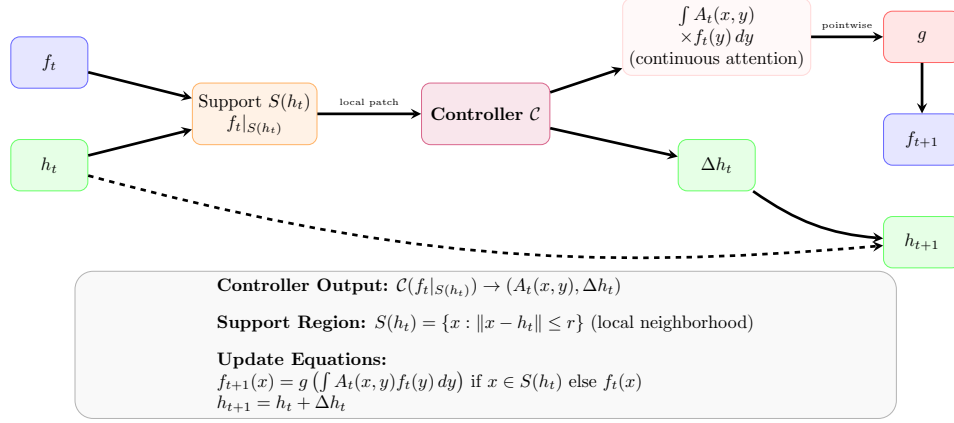 ∫ A_t(x, y)
× f_t(y) dy
(continuous attention)
pointwise
g
f_t
Support S(h_t)
f_t|_{S(h_t)}
local patch
Controller 𝒞
f_{t+1}
h_t
Δh_t
h_{t+1}
Controller Output: 𝒞(f_t|_{S(h_t)}) → (A_t(x, y), Δh_t)
Support Region: S(h_t) = {x : ‖x − h_t‖ ≤ r} (local neighborhood)
Update Equations:
f_{t+1}(x) = g (∫ A_t(x, y) f_t(y) dy) if x ∈ S(h_t) else f_t(x)
h_{t+1} = h_t + Δh_t